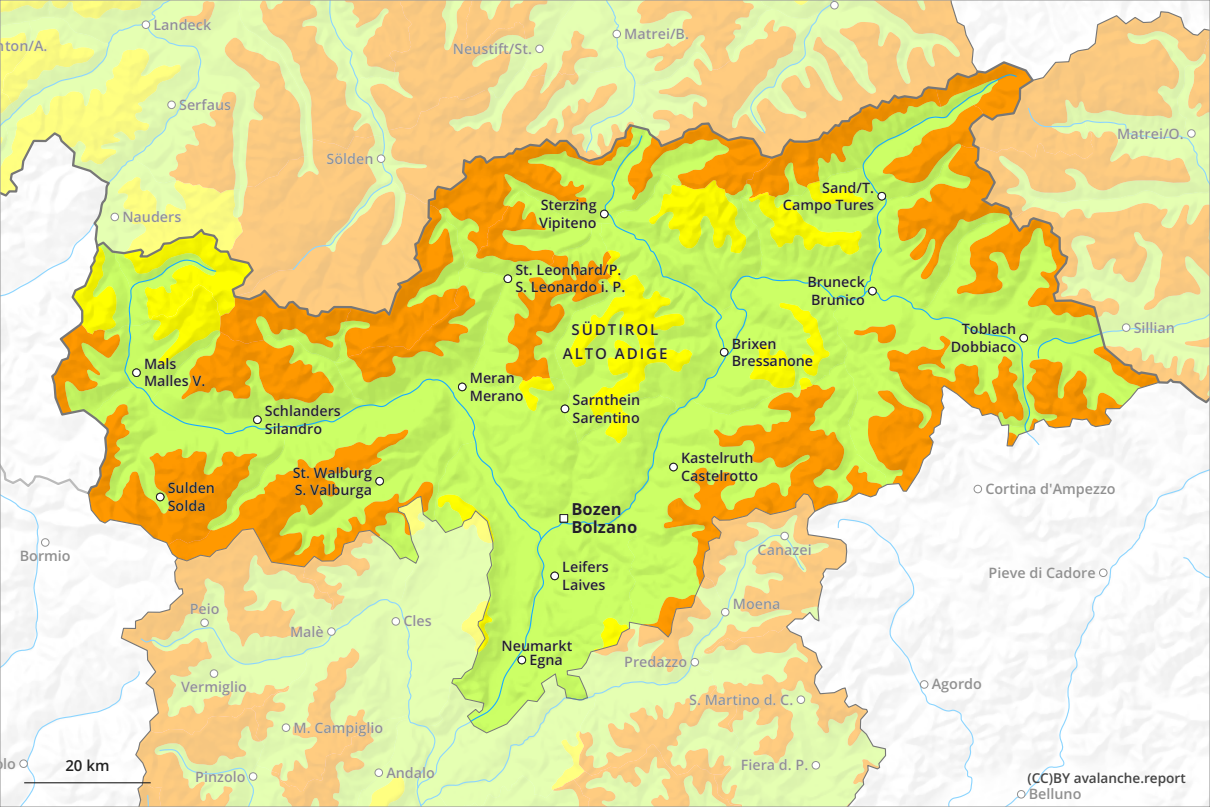 Landeck
Matrei/B.
Neustift/St.
nton/A.
Serfaus
Matrei/O.
Sölden
Sand/T.
Campo Tures
Sterzing
Vipiteno
Nauders
St. Leonhard/P.
S. Leonardo i. P.
Bruneck
Brunico
SÜDTIROL
ALTO ADIGE
Toblach
Dobbiaco
Sillian
Brixen
Bressanone
Mals
Malles V.
Meran
Merano
Sarnthein
Sarentino
Schlanders
Silandro
Kastelruth
Castelrotto
St. Walburg
S. Valburga
Sulden
Solda
Cortina d'Ampezzo
Bozen
Bolzano
Bormio
Canazei
Leifers
Laives
Pieve di Cadore
Peio
Moena
Cles
Malè
Neumarkt
Egna
Predazzo
Vermiglio
Agordo
S. Martino d. C.
M. Campiglio
Fiera d. P.
20 km
Pinzolo
Andalo
(CC)BY avalanche.report
Belluno